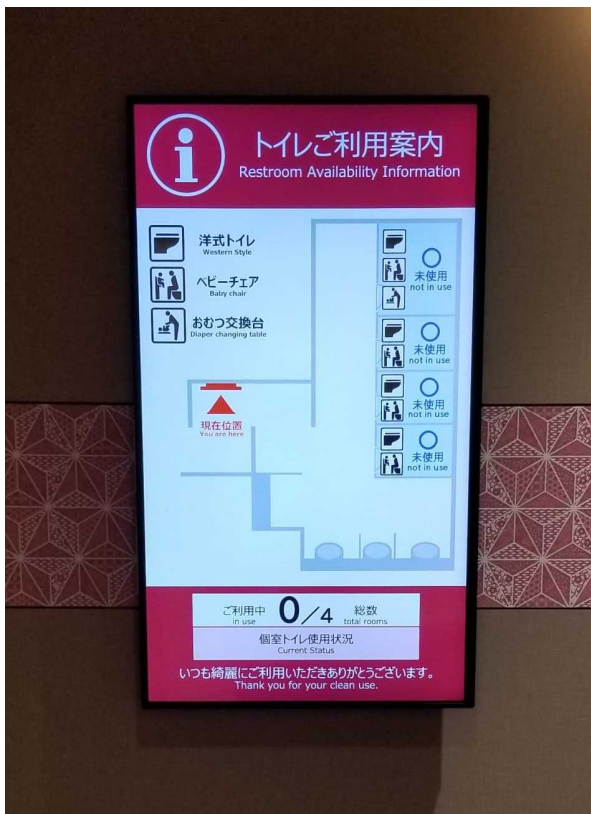 トイレご利用案内
Restroom Availability Information
洋式トイレ
Western Style
ベビーチェア
Baby chair
おむつ交換台
Diaper changing table
未使用
not in use
未使用
not in use
未使用
not in use
未使用
not in use
現在位置
You are here
ご利用中 0/4 総数
in use total rooms
個室トイレ使用状況
Current Status
いつも綺麗にご利用いただきありがとうございます。
Thank you for your clean use.